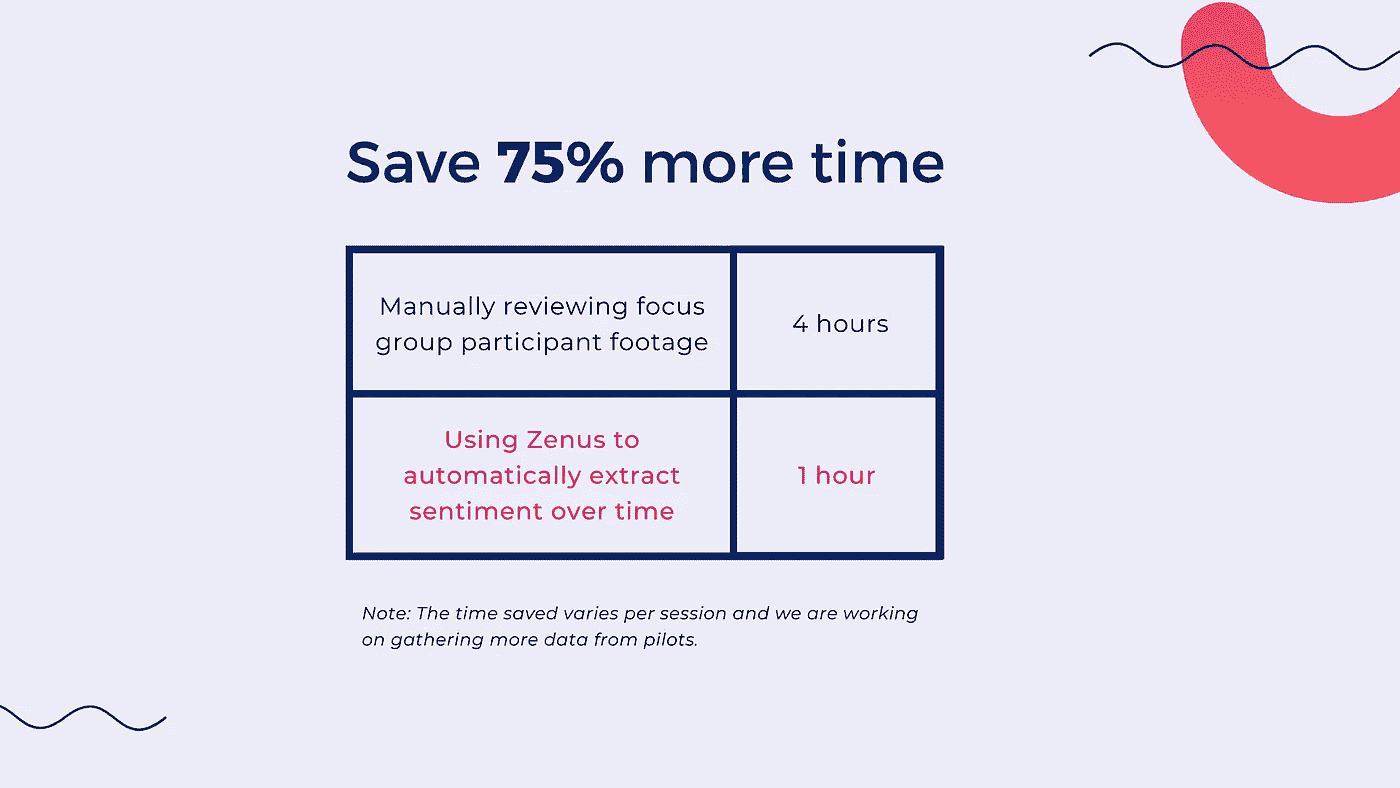 Save 75% more time
Manually reviewing focus
group participant footage
4 hours
Using Zenus to
automatically extract
sentiment over time
1 hour
Note: The time saved varies per session and we are working
on gathering more data from pilots.